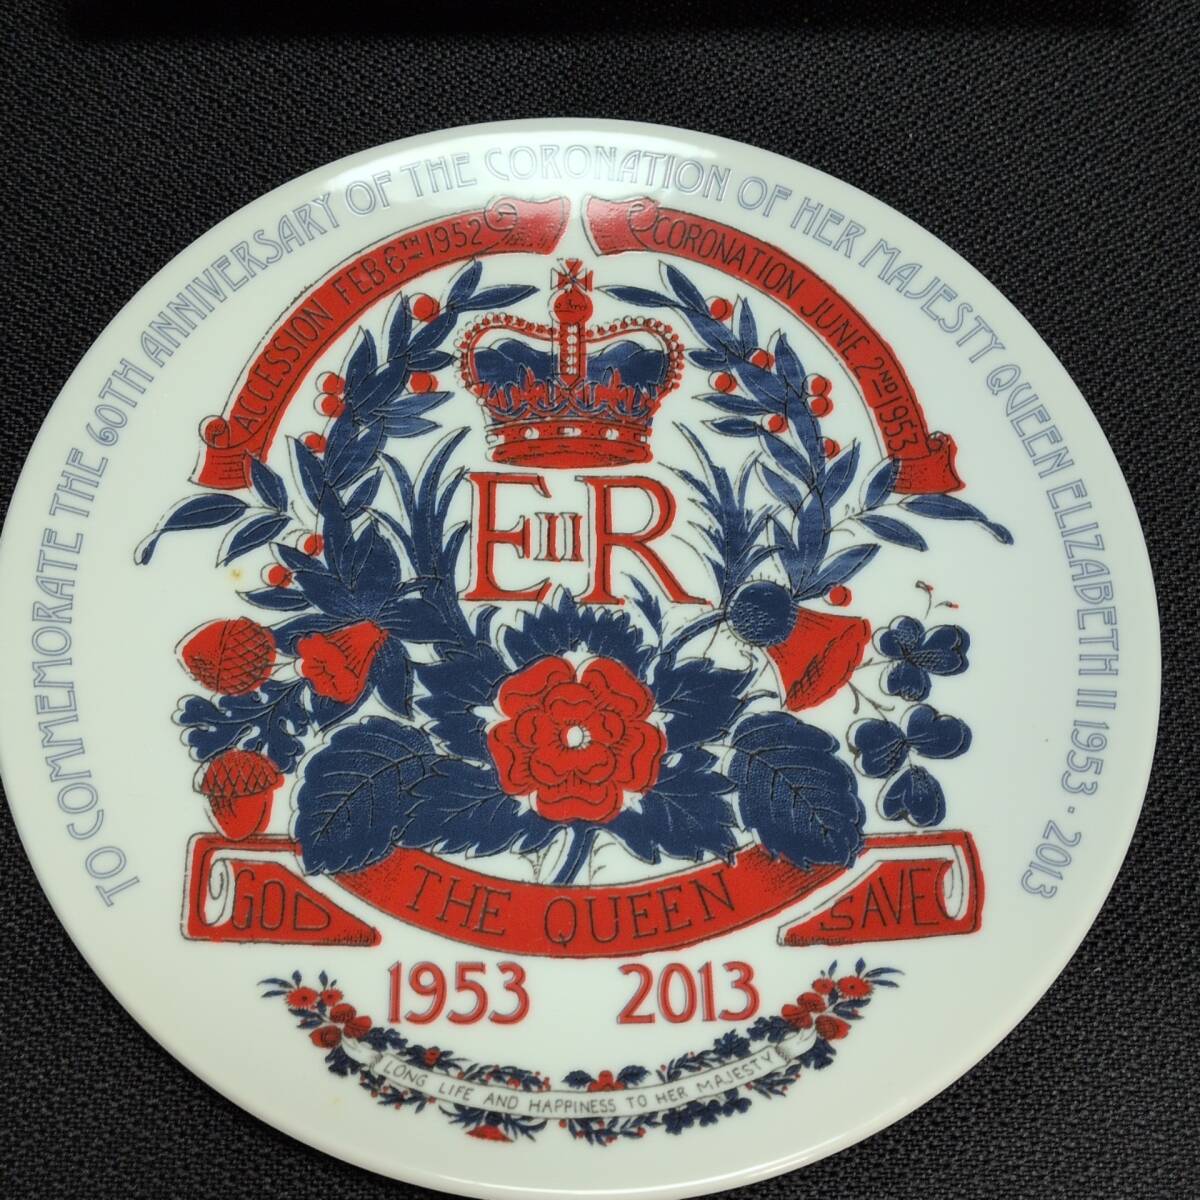 TO COMMEMORATE THE 60TH ANNIVERSARY OF THE CORONATION OF HER MAJESTY QUEEN ELIZABETH II 1953 · 2013
ACCESSION FEB 6TH 1952
CORONATION JUNE 2ND 1953
EIIR
GOD
THE QUEEN
SAVE
1953 2013
LONG LIFE AND HAPPINESS TO HER MAJESTY